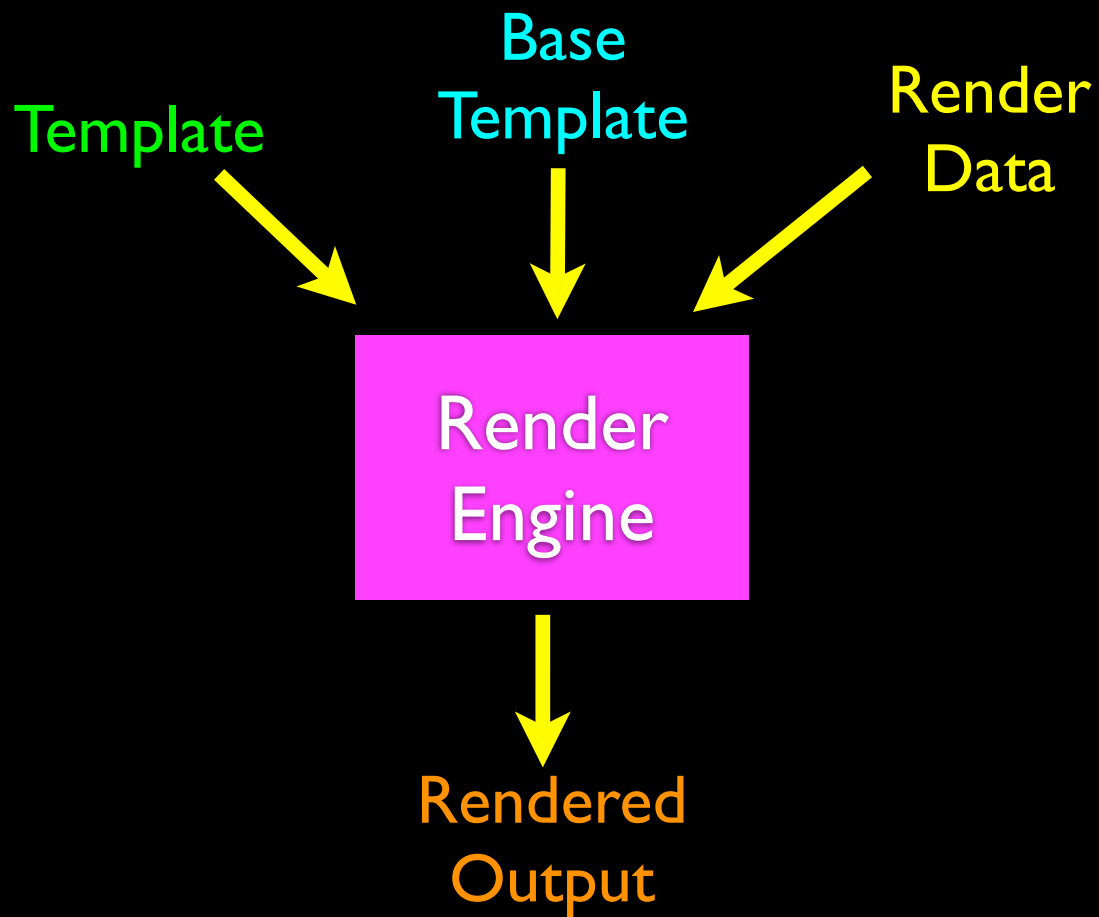 Template
Base
Template
Render
Data
Render
Engine
Rendered
Output